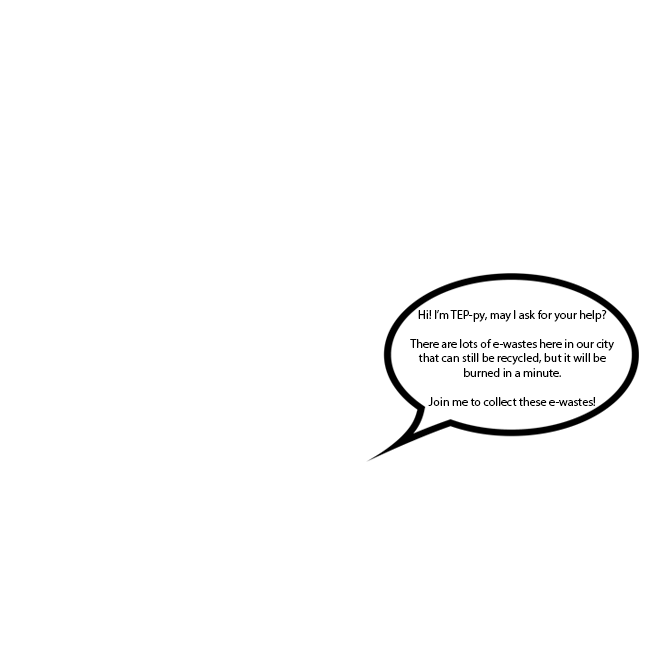 Hi! I'm TEP-py, may I ask for your help?
There are lots of e-wastes here in our city
that can still be recycled, but it will be
burned in a minute.
Join me to collect these e-wastes!